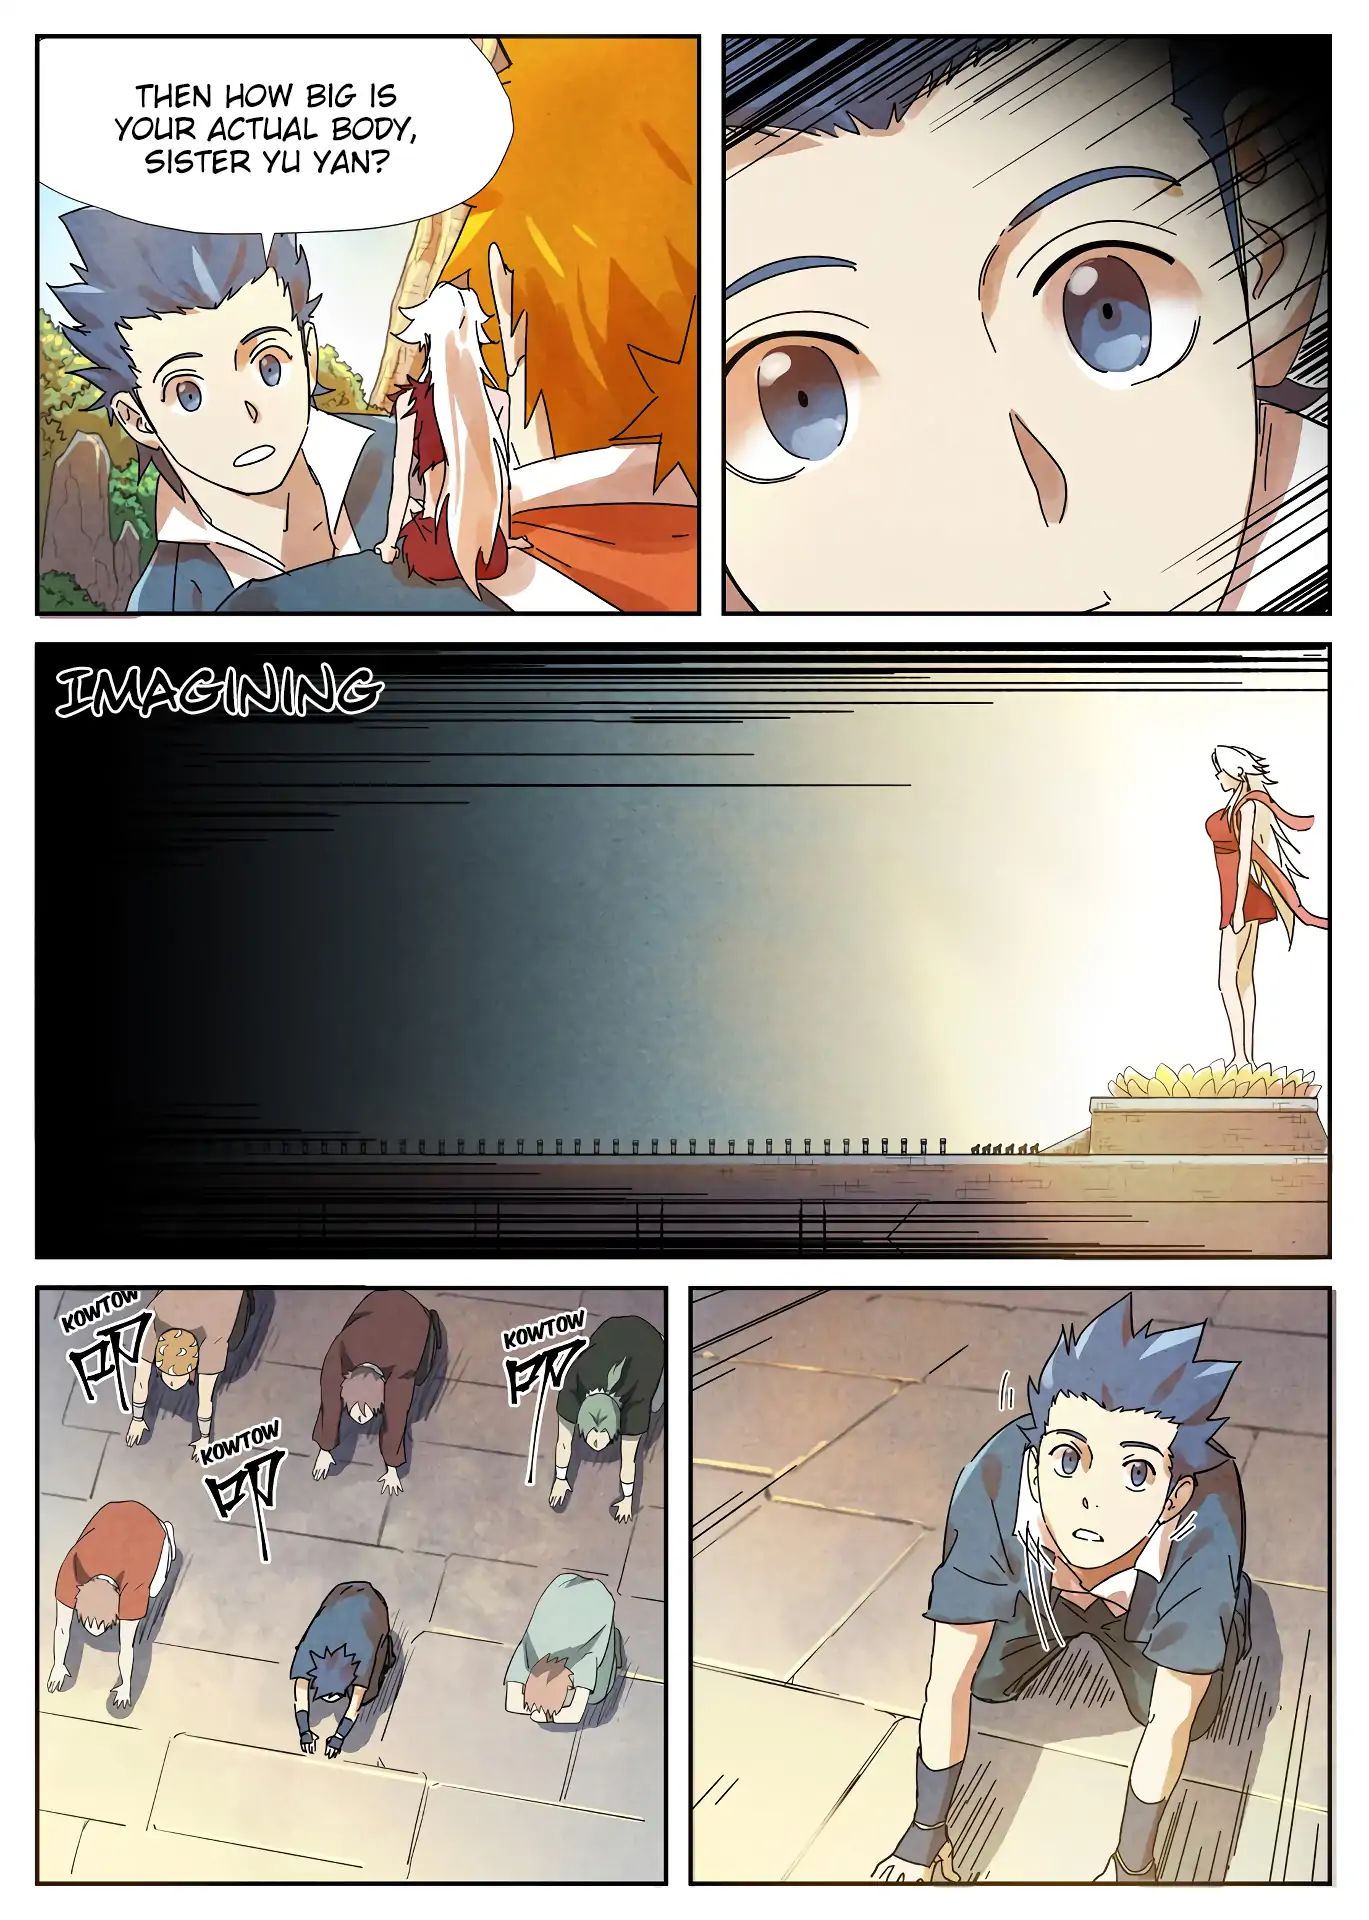 THEN HOW BIG IS
YOUR ACTUAL BODY,
SISTER YU YAN?
IMAGINING
KOWTOW
叩
KOWTOW
叩
KOWTOW
叩